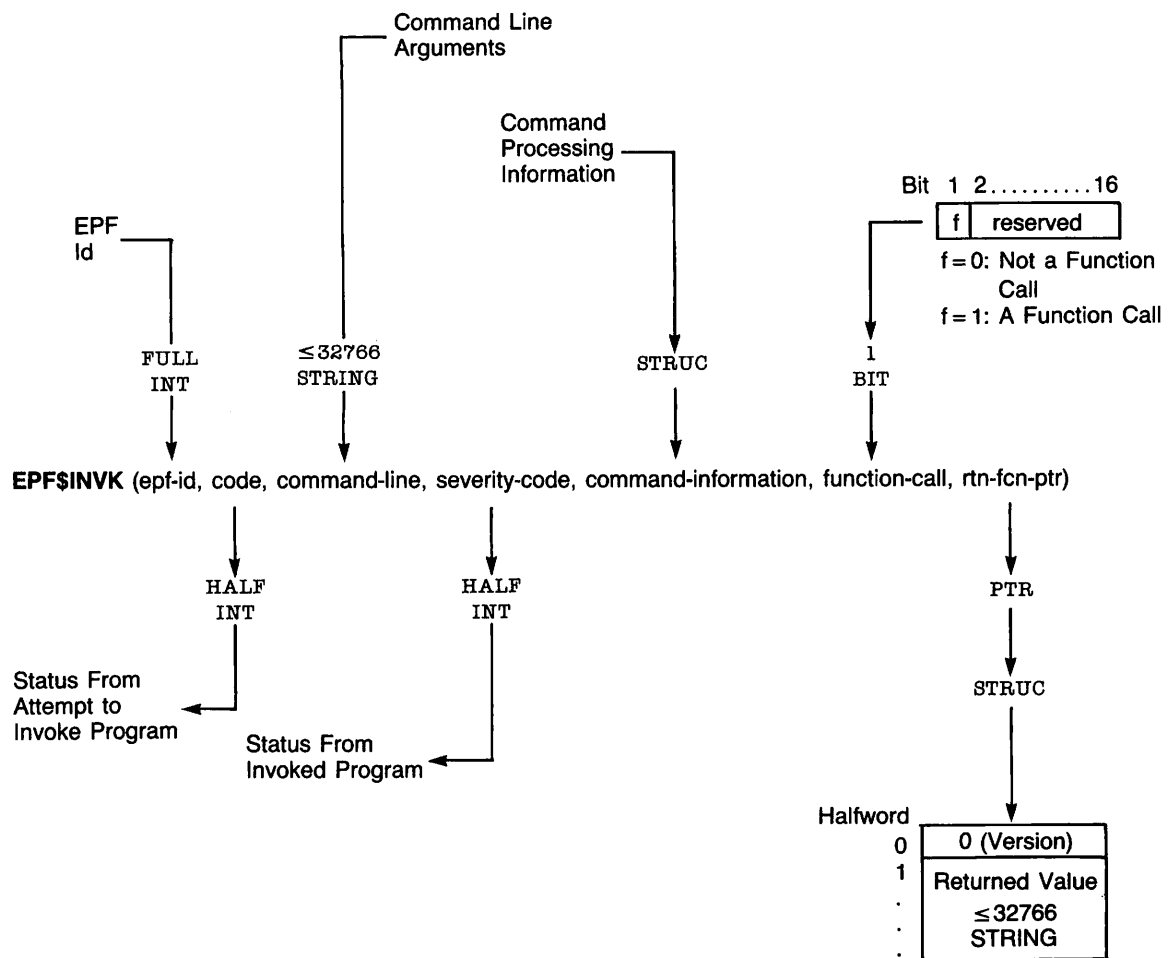 Command Line
Arguments
Command
Processing
Information
Bit 1 2..........16
f reserved
f=0: Not a Function
Call
f=1: A Function Call
EPF
Id
FULL
INT
≤32766
STRING
STRUC
1
BIT
EPF$INVK (epf-id, code, command-line, severity-code, command-information, function-call, rtn-fcn-ptr)
HALF
INT
HALF
INT
PTR
STRUC
Status From
Attempt to
Invoke Program
Status From
Invoked Program
Halfword
0 0 (Version)
1
Returned Value
.
≤32766
.
STRING
.